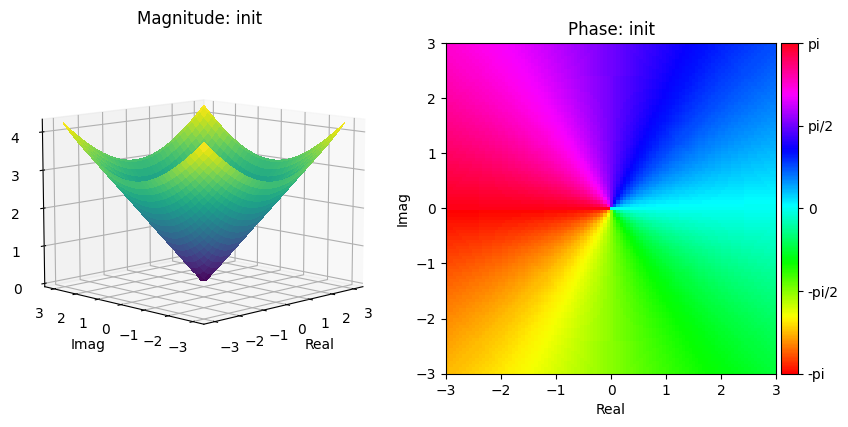 Magnitude: init
4
3
2
1
0
3 2 1 0 −1 −2 −3
Imag
−3 −2 −1 0 1 2 3
Real
Phase: init
3
2
1
0
−1
−2
−3
Imag
−3 −2 −1 0 1 2 3
Real
pi
pi/2
0
-pi/2
-pi